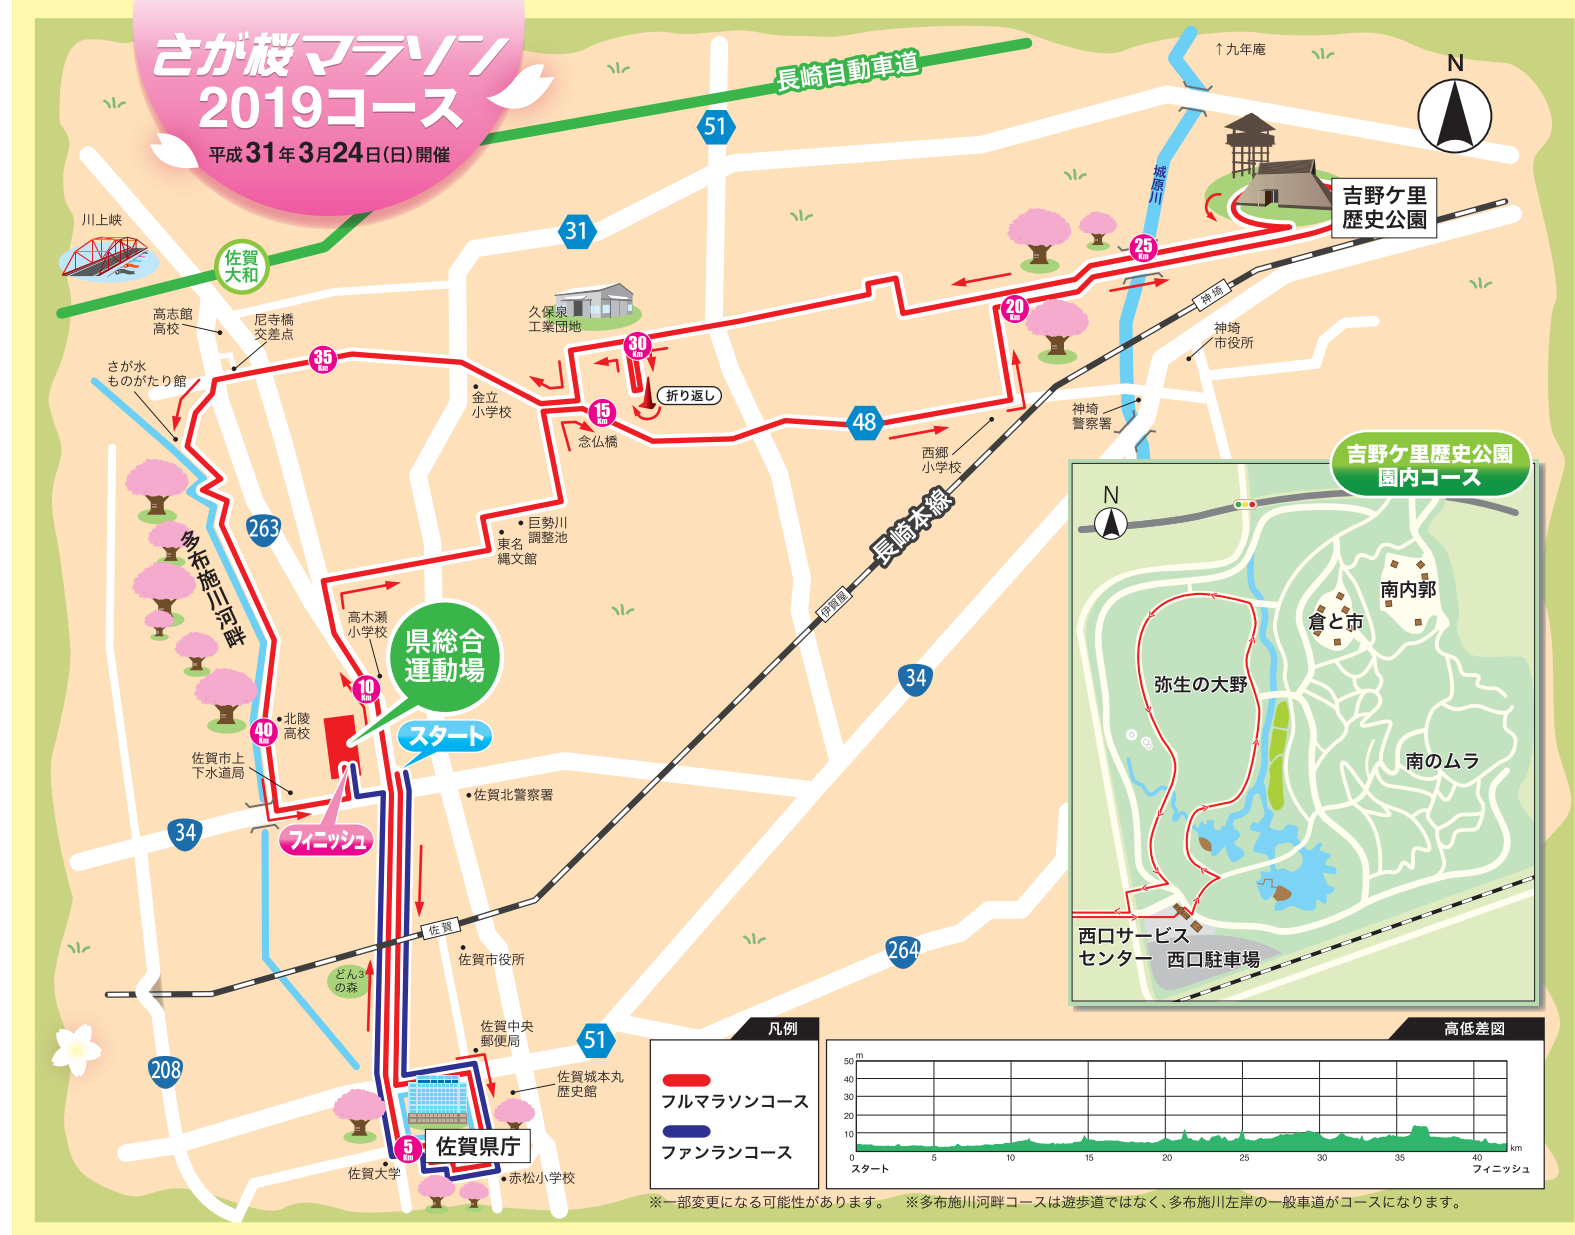 さが桜マラソン
2019コース
平成31年3月24日(日)開催
長崎自動車道
↑九年庵
N
51
城原川
吉野ケ里
歴史公園
川上峡
佐賀
大和
31
25
Km
高志館
高校
尼寺橋
交差点
久保泉
工業団地
20
Km
神埼
神埼
市役所
さが水
ものがたり館
35
Km
30
Km
折り返し
金立
小学校
15
Km
念仏橋
48
西郷
小学校
神埼
警察署
263
多布施川河畔
巨勢川
調整池
東名
縄文館
長崎本線
伊賀屋
高木瀬
小学校
県総合
運動場
10
Km
34
スタート
40
Km
北陵
高校
佐賀市上
下水道局
佐賀北警察署
34
フィニッシュ
佐賀
佐賀市役所
どん3
の森
264
208
佐賀中央
郵便局
51
佐賀城本丸
歴史館
5
Km
佐賀県庁
佐賀大学
赤松小学校
吉野ケ里歴史公園
園内コース
N
南内郭
倉と市
弥生の大野
南のムラ
西口サービス
センター
西口駐車場
凡例
フルマラソンコース
ファンランコース
高低差図
m
50
40
30
20
10
0
5
10
15
20
25
30
35
40
km
スタート
フィニッシュ
※一部変更になる可能性があります。 ※多布施川河畔コースは遊歩道ではなく、多布施川左岸の一般車道がコースになります。